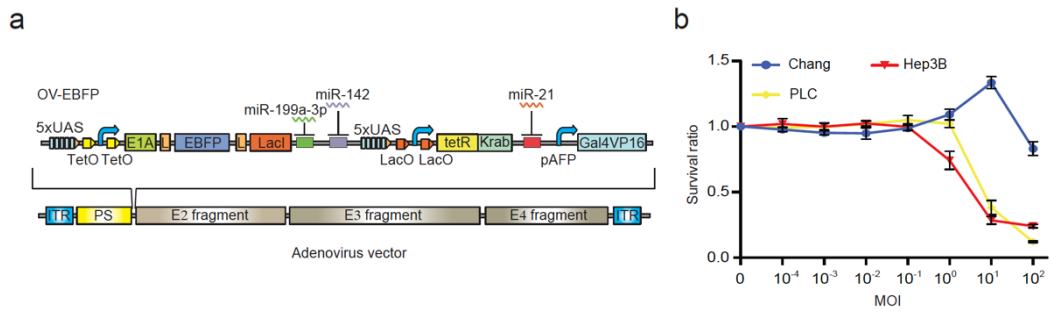 a
OV-EBFP
miR-199a-3p
miR-142
miR-21
5xUAS
5xUAS
TetO
TetO
E1A
L
EBFP
L
LacI
LacO
LacO
tetR
Krab
pAFP
Gal4VP16
ITR
PS
E2 fragment
E3 fragment
E4 fragment
ITR
Adenovirus vector
b
Chang
Hep3B
PLC
Survival ratio
1.5
1.0
0.5
0.0
0
10⁻⁴
10⁻³
10⁻²
10⁻¹
10⁰
10¹
10²
MOI